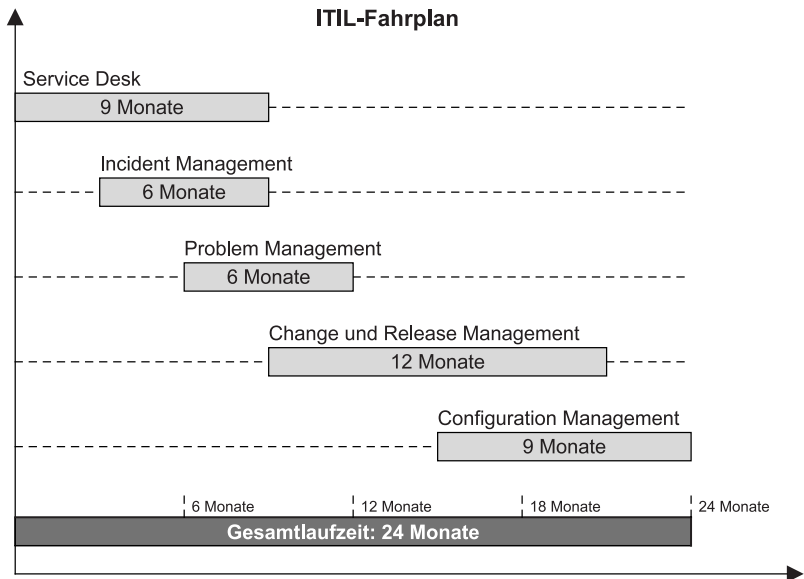 ITIL-Fahrplan
Service Desk
9 Monate
Incident Management
6 Monate
Problem Management
6 Monate
Change und Release Management
12 Monate
Configuration Management
9 Monate
6 Monate
12 Monate
18 Monate
24 Monate
Gesamtlaufzeit: 24 Monate